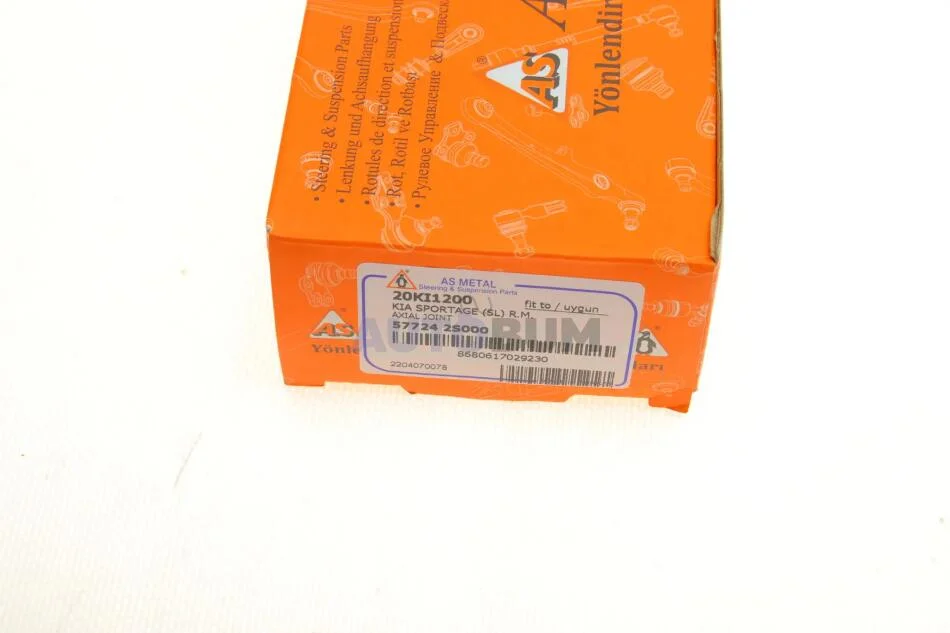 • Steering & Suspension Parts
• Lenkung und Achsaufhangung
• Rotules de direction et suspension
• Rot, Rotil ve Rotbaşı
• Рулевое Управление & Подвеск
AS
®
Yönlendir
AS METAL
Steering & Suspension Parts
20KI1200
fit to / uygun
KIA SPORTAGE (SL) R.M.
AXIAL JOINT
57724 2S000
AUTOBUM
8680617029230
2204070078
AS
Yönle
ları